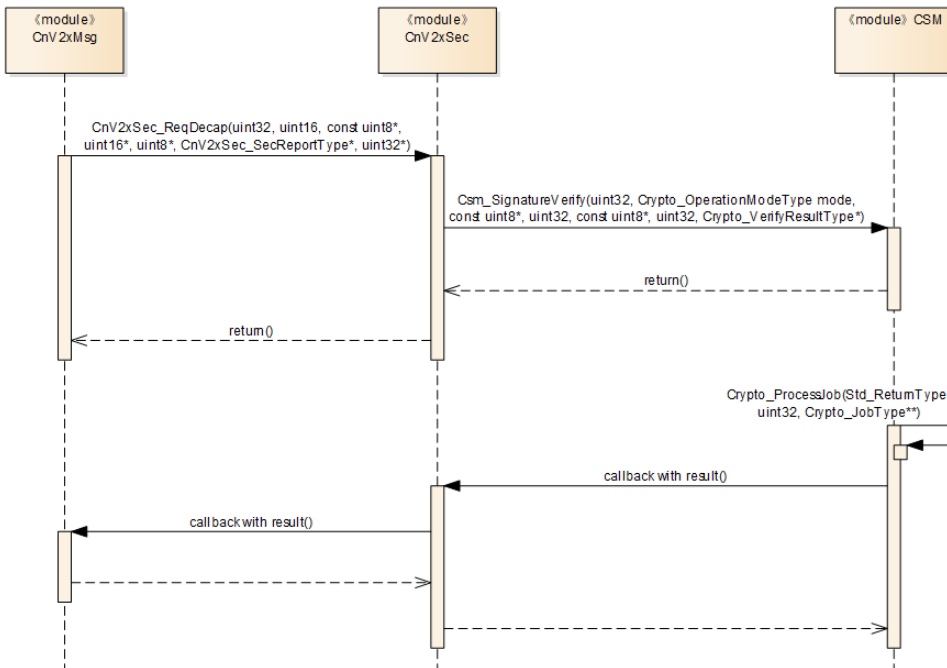 《module》
CnV2xMsg
《module》
CnV2xSec
《module》CSM
CnV2xSec_ReqDecap(uint32, uint16, const uint8*,
uint16*, uint8*, CnV2xSec_SecReportType*, uint32*)
Csm_SignatureVerify(uint32, Crypto_OperationModeType mode,
const uint8*, uint32, const uint8*, uint32, Crypto_VerifyResultType*)
return()
return()
Crypto_ProcessJob(Std_ReturnType
uint32, Crypto_JobType**)
callback with result()
callback with result()